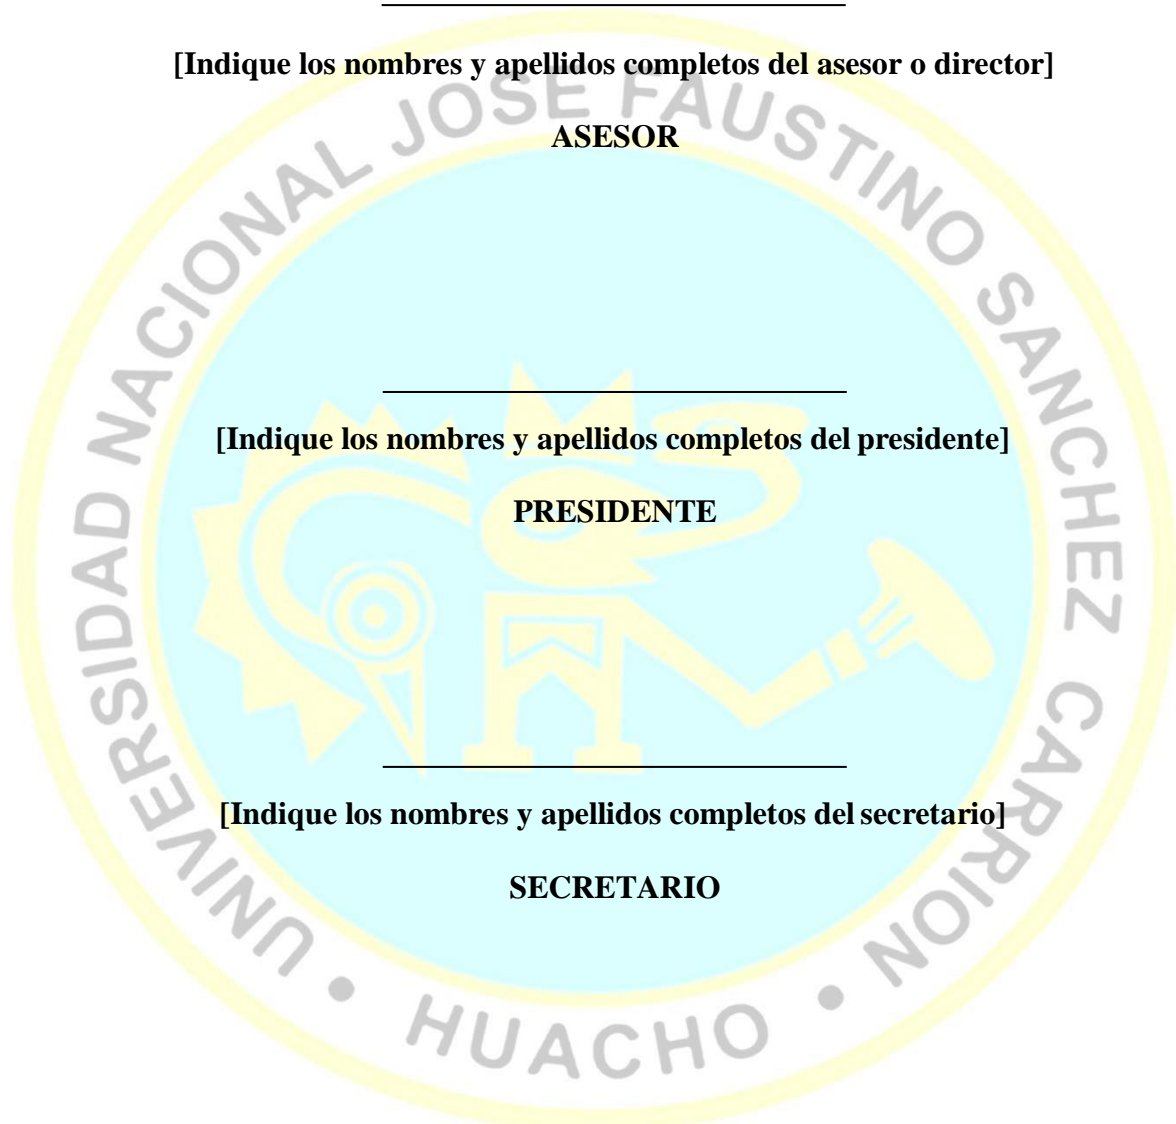 [Indique los nombres y apellidos completos del asesor o director]
ASESOR
[Indique los nombres y apellidos completos del presidente]
PRESIDENTE
[Indique los nombres y apellidos completos del secretario]
SECRETARIO
UNIVERSIDAD NACIONAL JOSE FAUSTINO SANCHEZ CARRION • HUACHO •